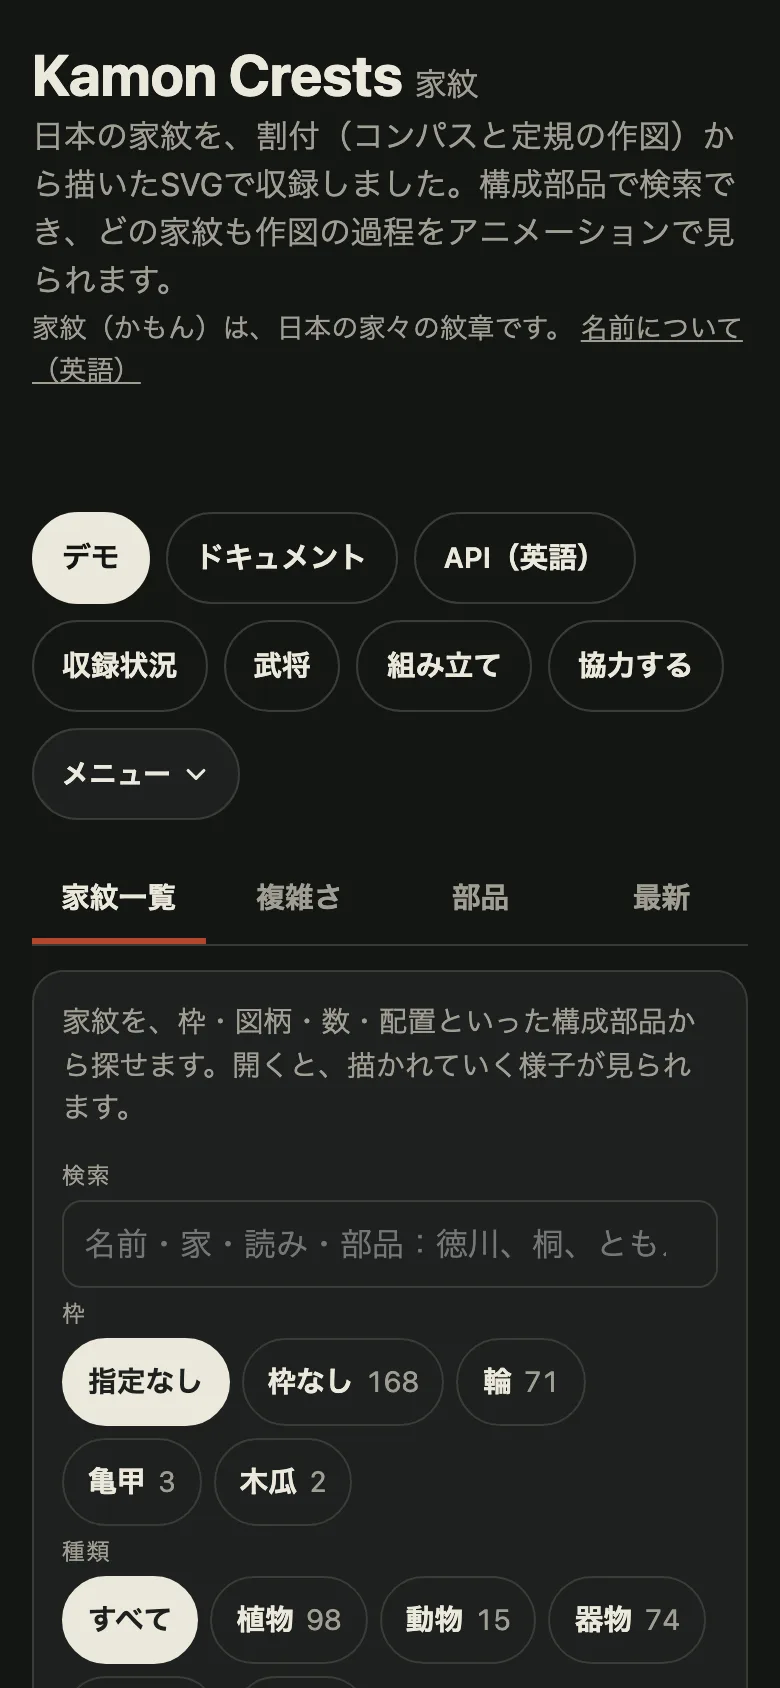 Kamon Crests 家紋
日本の家紋を、割付（コンパスと定規の作図）か
ら描いたSVGで収録しました。構成部品で検索で
き、どの家紋も作図の過程をアニメーションで見
られます。
家紋（かもん）は、日本の家々の紋章です。 名前について
（英語）
デモ ドキュメント API（英語）
収録状況 武将 組み立て 協力する
メニュー
家紋一覧 複雑さ 部品 最新
家紋を、枠・図柄・数・配置といった構成部品か
ら探せます。開くと、描かれていく様子が見られ
ます。
検索
名前・家・読み・部品：徳川、桐、とも
枠
指定なし 枠なし 168 輪 71
亀甲 3 木瓜 2
種類
すべて 植物 98 動物 15 器物 74